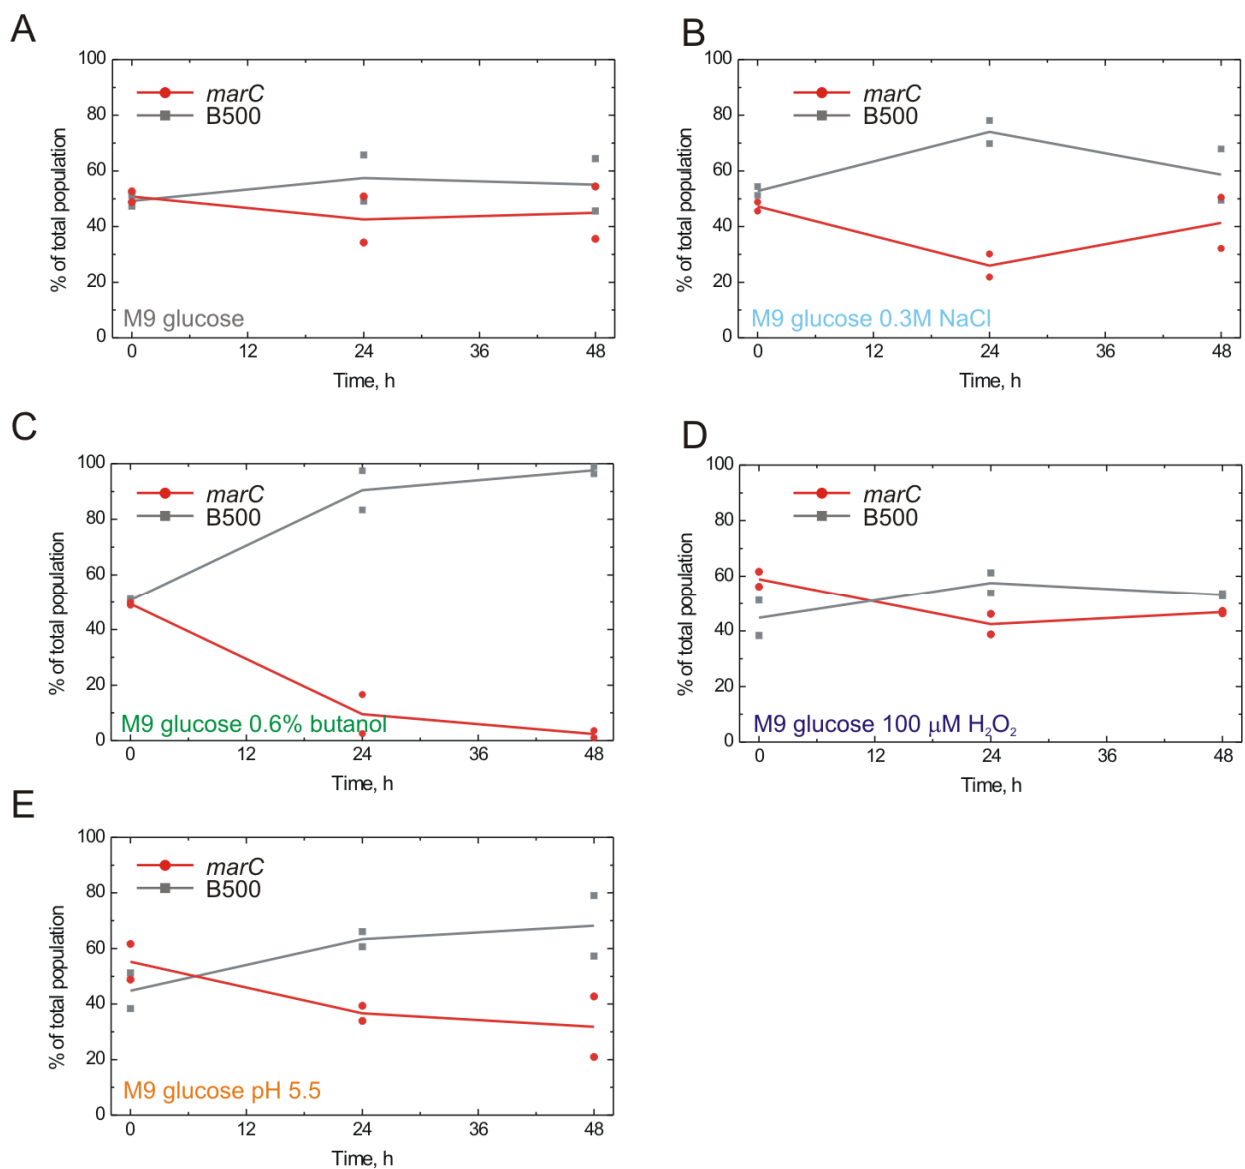 A
100
80
60
40
20
0
% of total population
marC
B500
M9 glucose
0 12 24 36 48
Time, h
B
100
80
60
40
20
0
% of total population
marC
B500
M9 glucose 0.3M NaCl
0 12 24 36 48
Time, h
C
100
80
60
40
20
0
% of total population
marC
B500
M9 glucose 0.6% butanol
0 12 24 36 48
Time, h
D
100
80
60
40
20
0
% of total population
marC
B500
M9 glucose 100 μM H₂O₂
0 12 24 36 48
Time, h
E
100
80
60
40
20
0
% of total population
marC
B500
M9 glucose pH 5.5
0 12 24 36 48
Time, h